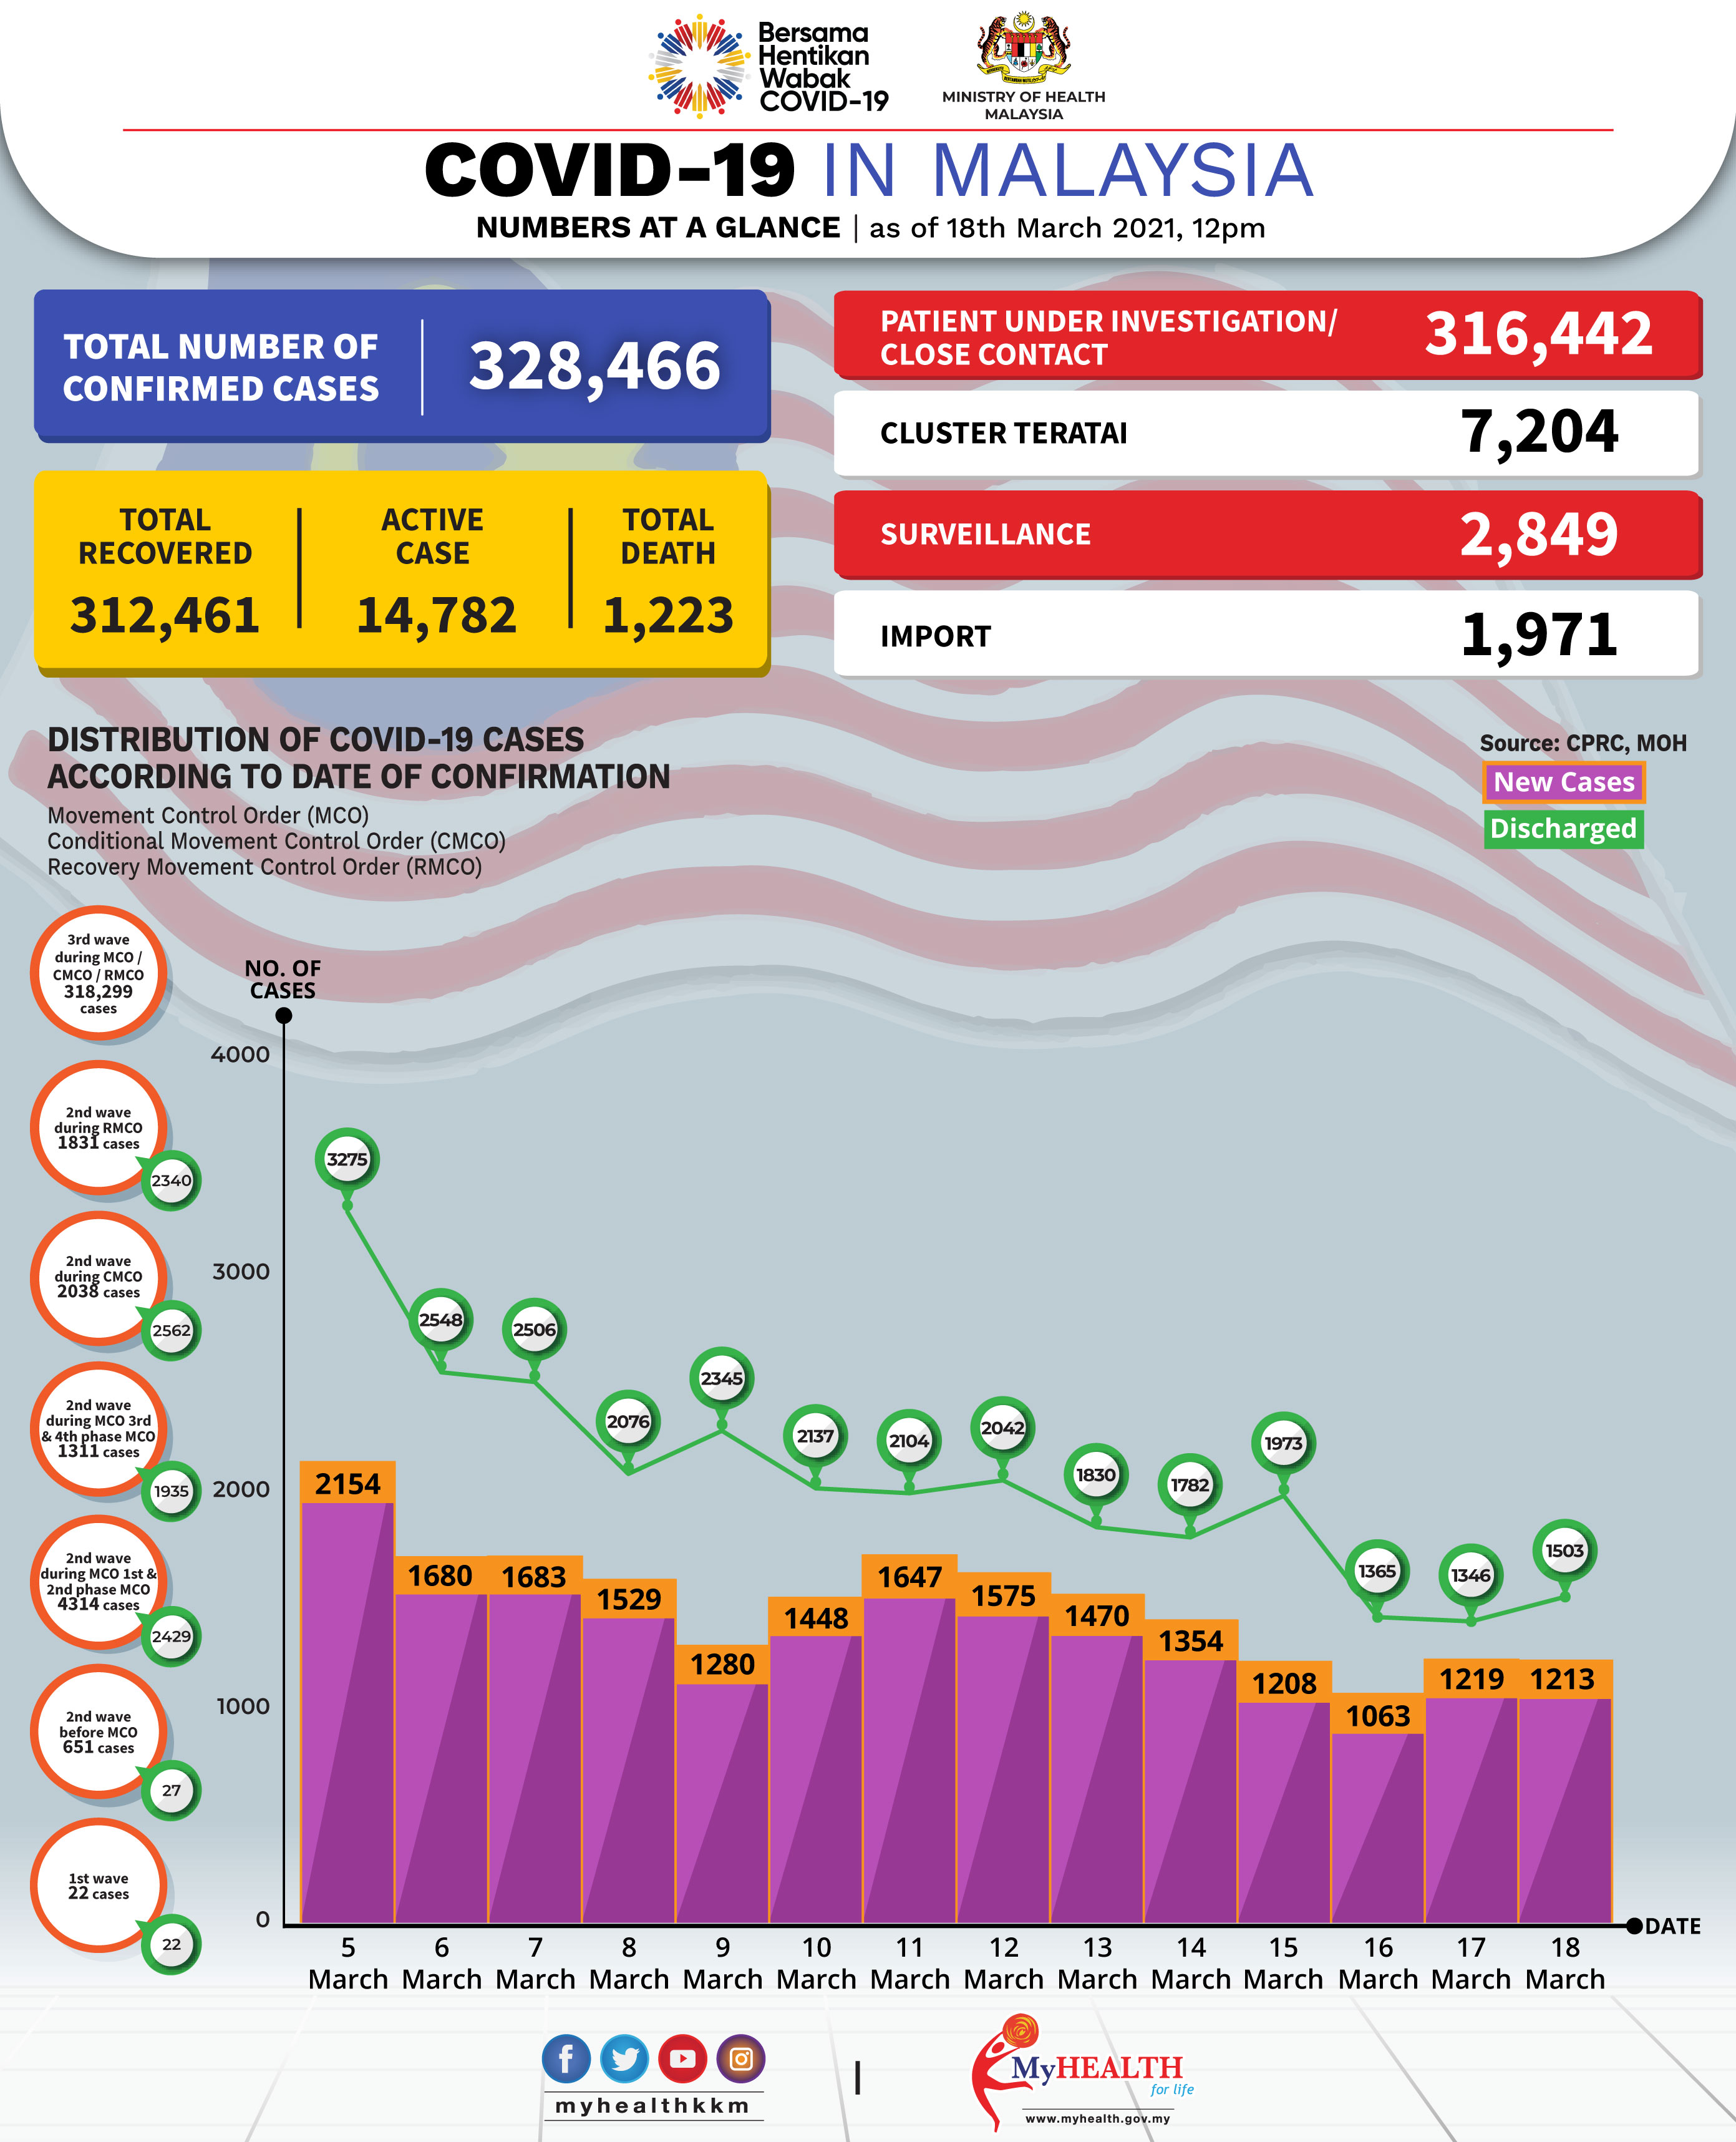 Bersama
Hentikan
Wabak
COVID-19
MINISTRY OF HEALTH
MALAYSIA
COVID-19 IN MALAYSIA
NUMBERS AT A GLANCE | as of 18th March 2021, 12pm
TOTAL NUMBER OF
CONFIRMED CASES
328,466
TOTAL
RECOVERED
312,461
ACTIVE
CASE
14,782
TOTAL
DEATH
1,223
PATIENT UNDER INVESTIGATION/
CLOSE CONTACT
316,442
CLUSTER TERATAI
7,204
SURVEILLANCE
2,849
IMPORT
1,971
DISTRIBUTION OF COVID-19 CASES
ACCORDING TO DATE OF CONFIRMATION
Movement Control Order (MCO)
Conditional Movement Control Order (CMCO)
Recovery Movement Control Order (RMCO)
Source: CPRC, MOH
New Cases
Discharged
3rd wave
during MCO /
CMCO / RMCO
318,299
cases
2nd wave
during RMCO
1831 cases
2340
2nd wave
during CMCO
2038 cases
2562
2nd wave
during MCO 3rd
& 4th phase MCO
1311 cases
1935
2nd wave
during MCO 1st &
2nd phase MCO
4314 cases
2429
2nd wave
before MCO
651 cases
27
1st wave
22 cases
22
NO. OF
CASES
4000
3000
2000
1000
0
3275
2548
2506
2076
2345
2137
2104
2042
1830
1782
1973
1365
1346
1503
2154
1680
1683
1529
1280
1448
1647
1575
1470
1354
1208
1063
1219
1213
DATE
5 6 7 8 9 10 11 12 13 14 15 16 17 18
March March March March March March March March March March March March March March
myhealthkkm
|
MyHEALTH
for life
www.myhealth.gov.my